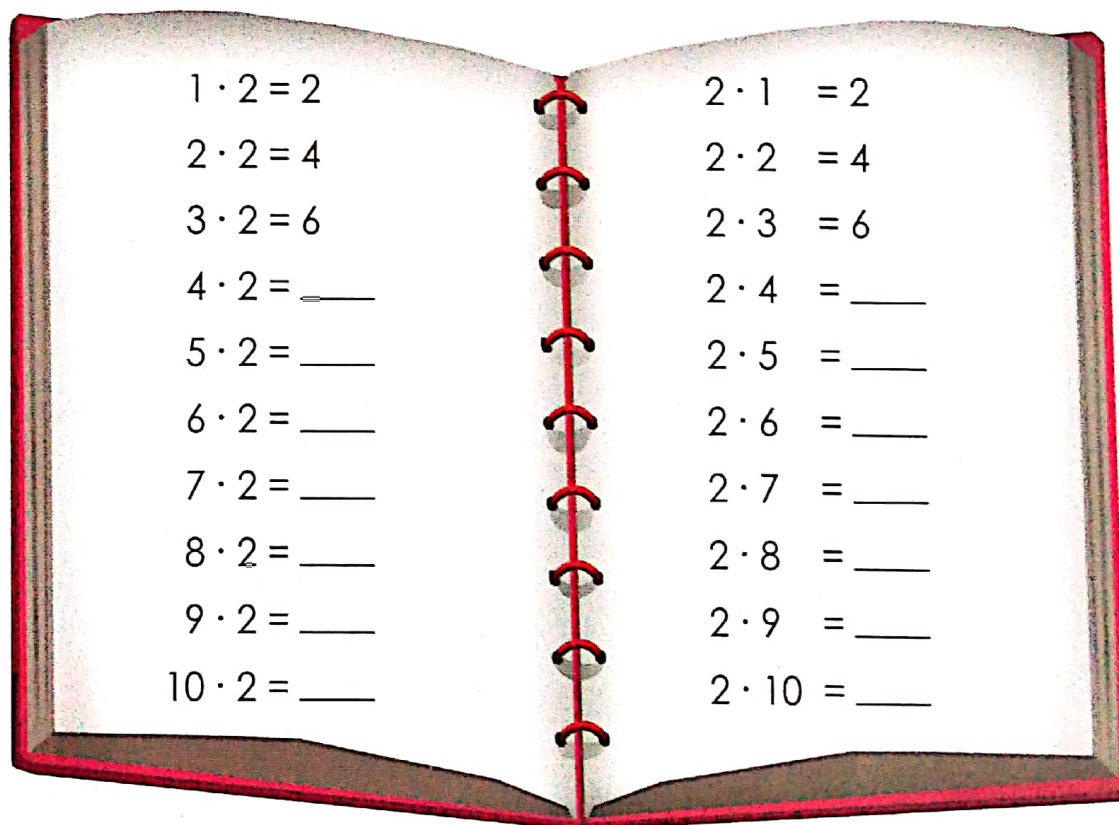 1 · 2 = 2
2 · 2 = 4
3 · 2 = 6
4 · 2 = ____
5 · 2 = ____
6 · 2 = ____
7 · 2 = ____
8 · 2 = ____
9 · 2 = ____
10 · 2 = ____
2 · 1 = 2
2 · 2 = 4
2 · 3 = 6
2 · 4 = ____
2 · 5 = ____
2 · 6 = ____
2 · 7 = ____
2 · 8 = ____
2 · 9 = ____
2 · 10 = ____